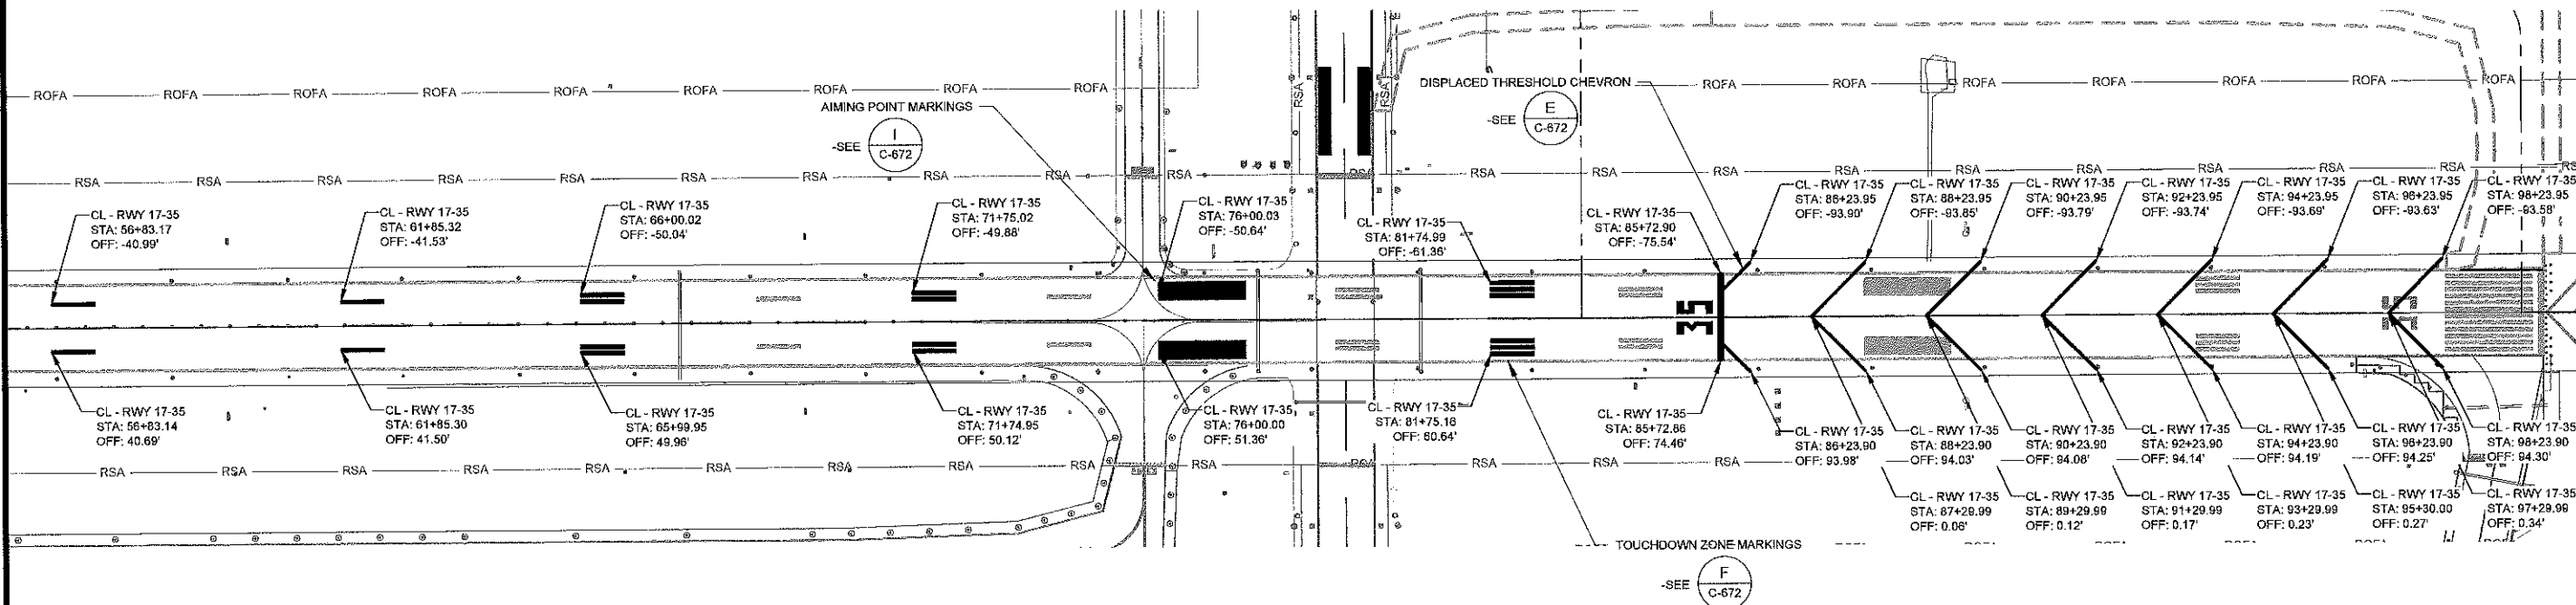 ROFA ROFA ROFA ROFA ROFA ROFA ROFA ROFA ROFA
AIMING POINT MARKINGS
-SEE
I
C-672
DISPLACED THRESHOLD CHEVRON
-SEE
E
C-672
ROFA ROFA ROFA ROFA ROFA ROFA ROFA
RSA RSA RSA RSA RSA RSA RSA RSA RSA RSA
RSA
RSA
RSA
RSA RSA RSA RSA RSA RSA RSA RSA RSA
CL - RWY 17-35
STA: 56+83.17
OFF: -40.99'
CL - RWY 17-35
STA: 61+85.32
OFF: -41.53'
CL - RWY 17-35
STA: 66+00.02
OFF: -50.04'
CL - RWY 17-35
STA: 71+75.02
OFF: -49.88'
CL - RWY 17-35
STA: 76+00.03
OFF: -50.64'
CL - RWY 17-35
STA: 81+74.99
OFF: -61.36'
CL - RWY 17-35
STA: 85+72.90
OFF: -75.54'
CL - RWY 17-35
STA: 86+23.95
OFF: -93.90'
CL - RWY 17-35
STA: 88+23.95
OFF: -93.85'
CL - RWY 17-35
STA: 90+23.95
OFF: -93.79'
CL - RWY 17-35
STA: 92+23.95
OFF: -93.74'
CL - RWY 17-35
STA: 94+23.95
OFF: -93.69'
CL - RWY 17-35
STA: 96+23.95
OFF: -93.63'
CL - RWY 17-35
STA: 98+23.95
OFF: -93.58'
35
CL - RWY 17-35
STA: 56+83.14
OFF: 40.69'
CL - RWY 17-35
STA: 61+85.30
OFF: 41.50'
CL - RWY 17-35
STA: 65+99.95
OFF: 49.96'
CL - RWY 17-35
STA: 71+74.95
OFF: 50.12'
CL - RWY 17-35
STA: 76+00.00
OFF: 51.36'
CL - RWY 17-35
STA: 81+75.16
OFF: 60.64'
CL - RWY 17-35
STA: 85+72.86
OFF: 74.46'
CL - RWY 17-35
STA: 86+23.90
OFF: 93.98'
CL - RWY 17-35
STA: 88+23.90
OFF: 94.03'
CL - RWY 17-35
STA: 90+23.90
OFF: 94.08'
CL - RWY 17-35
STA: 92+23.90
OFF: 94.14'
CL - RWY 17-35
STA: 94+23.90
OFF: 94.19'
CL - RWY 17-35
STA: 96+23.90
OFF: 94.25'
CL - RWY 17-35
STA: 98+23.90
OFF: 94.30'
RSA RSA RSA RSA RSA RSA RSA RSA RSA RSA RSA RSA RSA RSA
CL - RWY 17-35
STA: 87+29.99
OFF: 0.06'
CL - RWY 17-35
STA: 89+29.99
OFF: 0.12'
CL - RWY 17-35
STA: 91+29.99
OFF: 0.17'
CL - RWY 17-35
STA: 93+29.99
OFF: 0.23'
CL - RWY 17-35
STA: 95+30.00
OFF: 0.27'
CL - RWY 17-35
STA: 97+29.99
OFF: 0.34'
TOUCHDOWN ZONE MARKINGS
-SEE
F
C-672